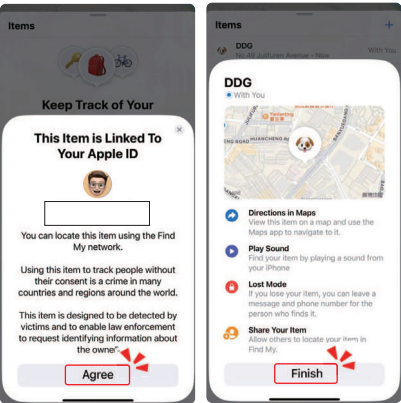 Items
Keep Track of Your
This Item is Linked To
Your Apple ID
You can locate this item using the Find
My network.
Using this item to track people without
their consent is a crime in many
countries and regions around the world.
This item is designed to be detected by
victims and to enable law enforcement
to request identifying information about
the owner
Agree
Items
+
DDG
With You
DDG
With You
HUANCHENG
Directions in Maps
View this item on a map and use the
Maps app to navigate to it.
Play Sound
Find your item by playing a sound from
your iPhone
Lost Mode
If you lose your item, you can leave a
message and phone number for the
person who finds it.
Share Your Item
Allow others to locate your item in
Find My.
Finish